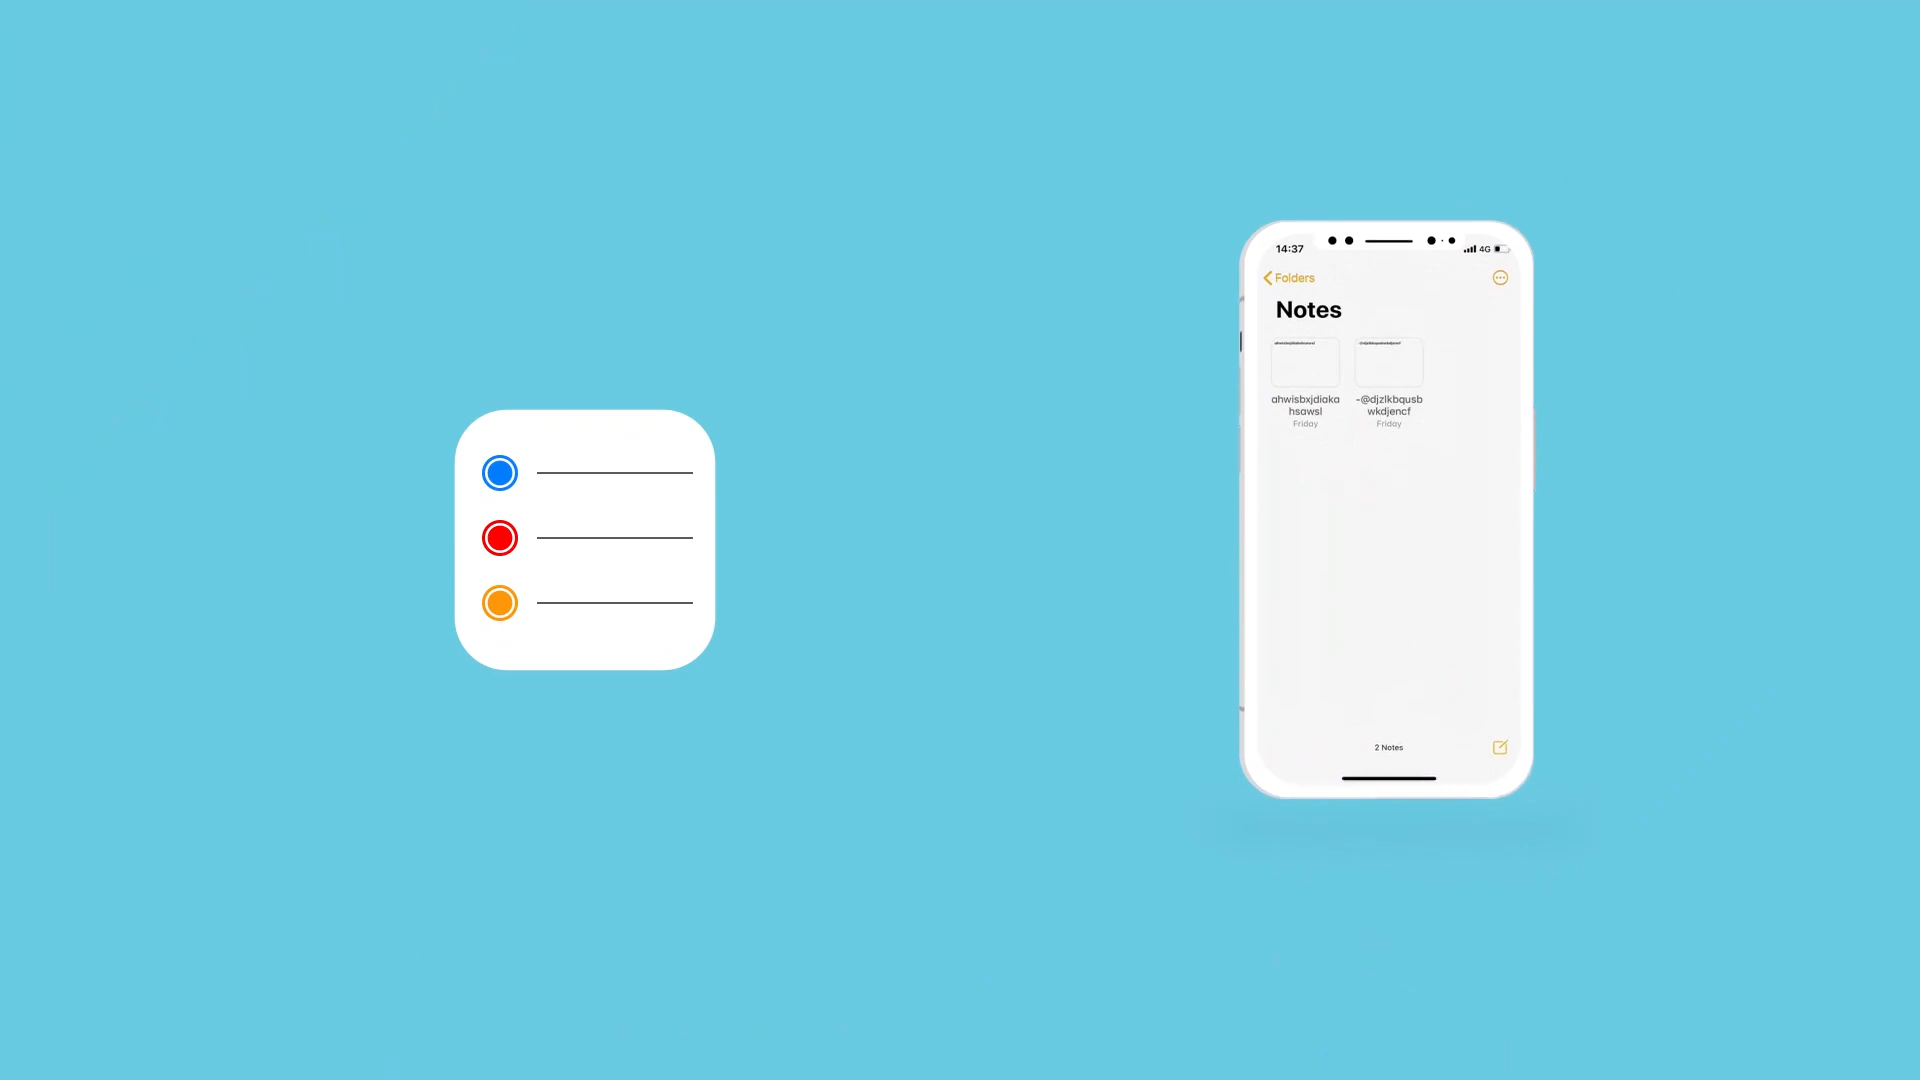 14:37
4G
Folders
Notes
ahwisbxjdiaka
hsawsl
Friday
-@djzlkbqusb
wkdjencf
Friday
2 Notes